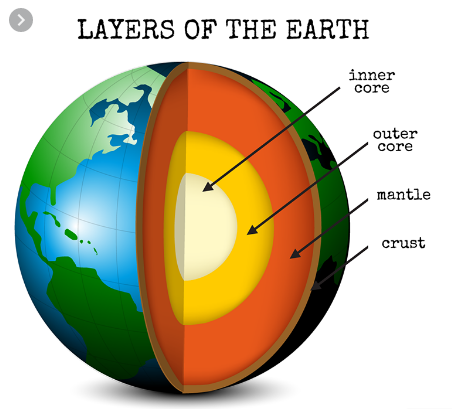 LAYERS OF THE EARTH
inner
core
outer
core
mantle
crust